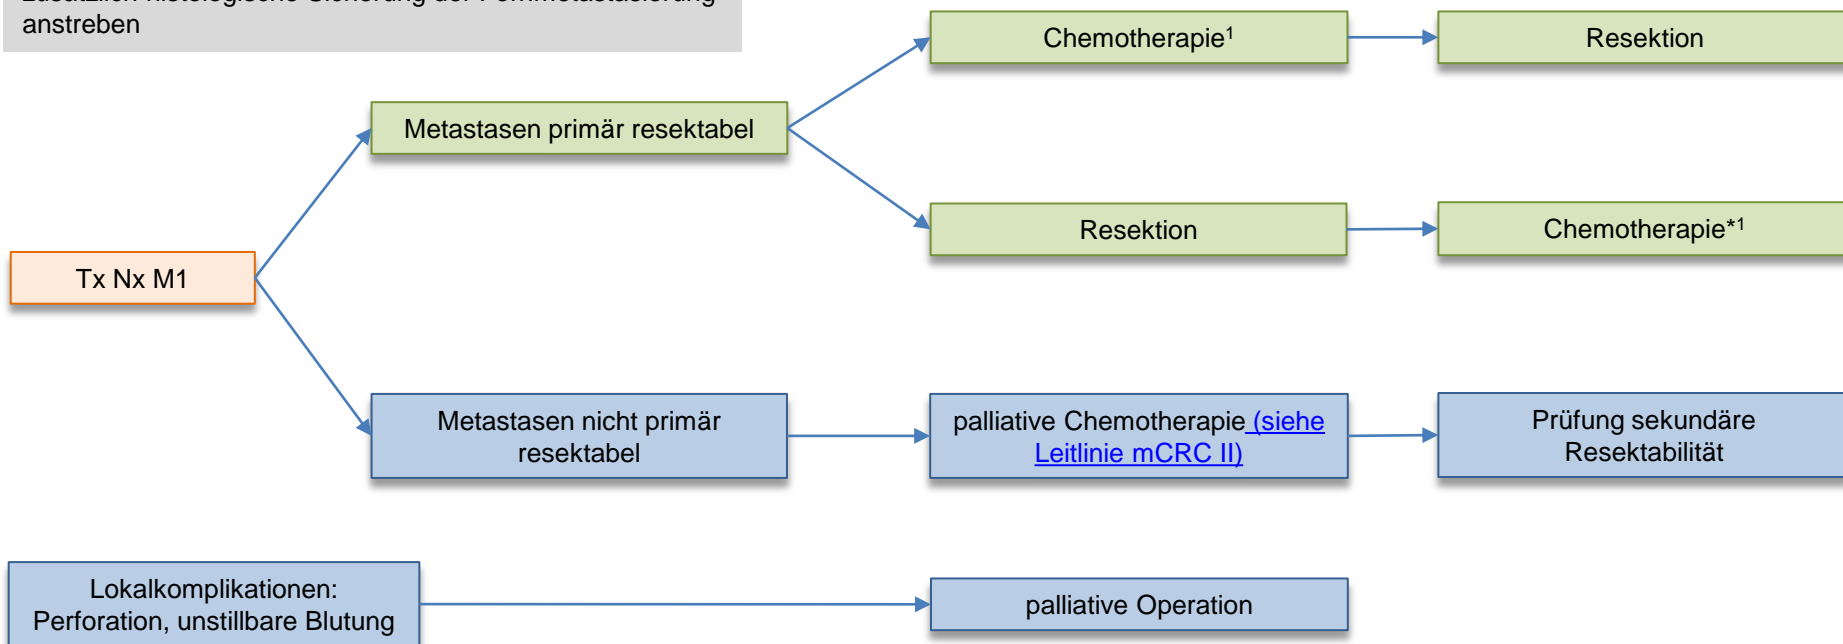 anstreben
Chemotherapie¹
Resektion
Metastasen primär resektabel
Resektion
Chemotherapie*¹
Tx Nx M1
Metastasen nicht primär
resektabel
palliative Chemotherapie (siehe
Leitlinie mCRC II)
Prüfung sekundäre
Resektabilität
Lokalkomplikationen:
Perforation, unstillbare Blutung
palliative Operation